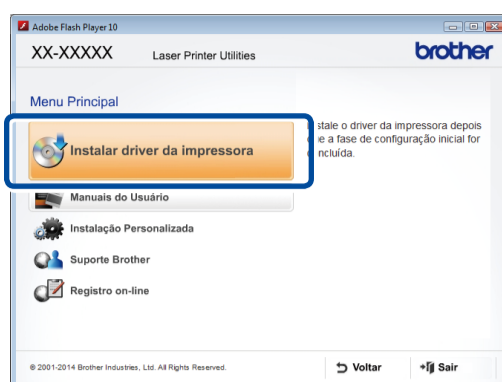 Adobe Flash Player 10
XX-XXXXX
Laser Printer Utilities
brother
Menu Principal
Instalar driver da impressora
stale o driver da impressora depois
e a fase de configuração inicial for
ncluída.
Manuais do Usuário
Instalação Personalizada
Suporte Brother
Registro on-line
© 2001-2014 Brother Industries, Ltd. All Rights Reserved.
Voltar
Sair